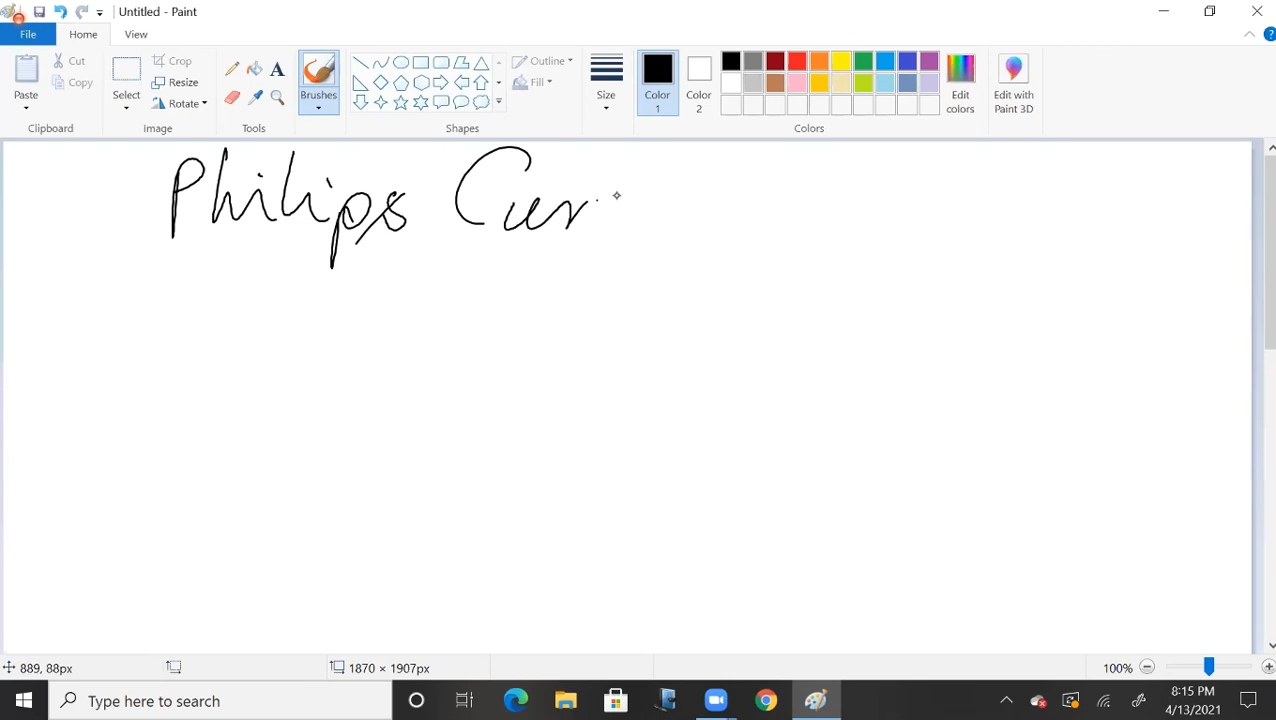 Untitled - Paint
File Home View
Paste
Cut
Copy
Select
Crop
Resize
Rotate
Brushes
Outline
Fill
Size
Color 1
Color 2
Edit colors
Edit with Paint 3D
Clipboard Image Tools Shapes Colors
Philips Cur
889, 88px
1870 × 1907px
100%
Type here to search
8:15 PM
4/13/2021